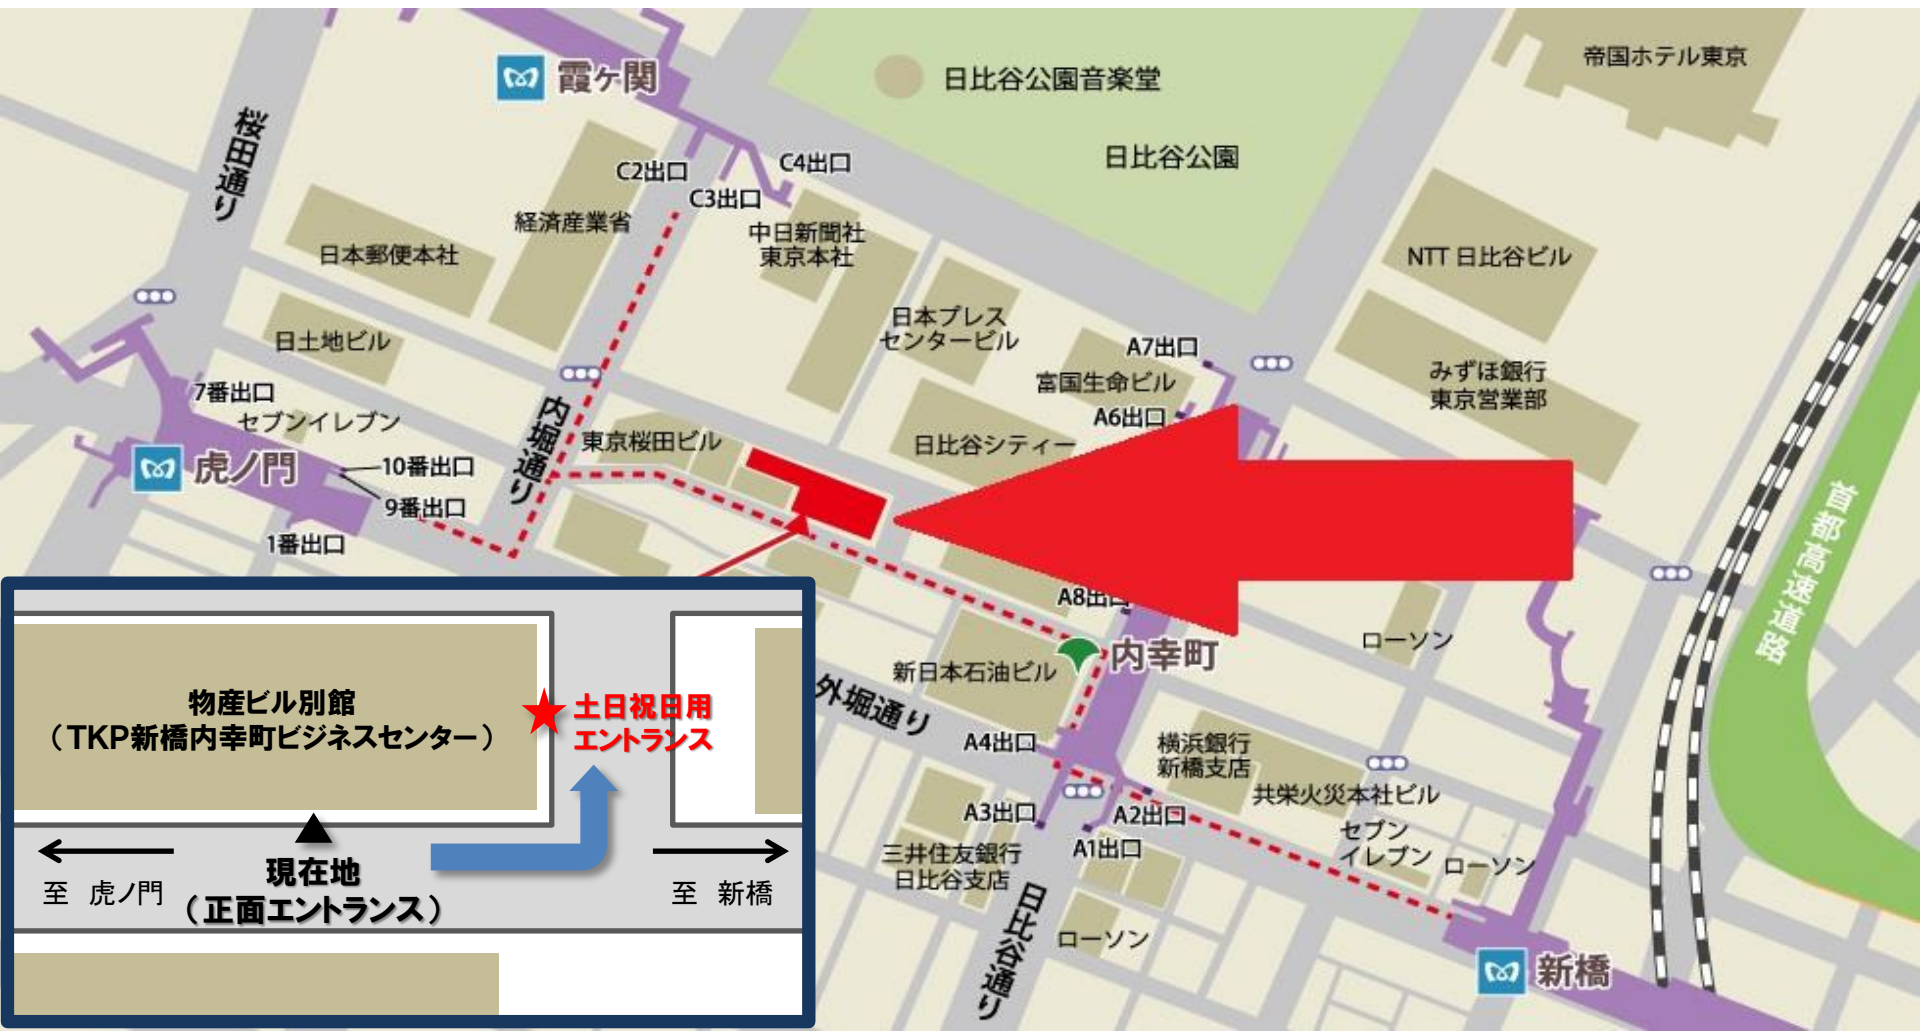 帝国ホテル東京
霞ヶ関
日比谷公園音楽堂
桜田通り
日比谷公園
C4出口
C2出口
C3出口
経済産業省
中日新聞社
東京本社
日本郵便本社
NTT 日比谷ビル
日本プレス
センタービル
日土地ビル
A7出口
富国生命ビル
みずほ銀行
東京営業部
7番出口
セブンイレブン
内堀通り
A6出口
東京桜田ビル
日比谷シティー
虎ノ門
10番出口
9番出口
1番出口
首都高速道路
A8出口
ローソン
内幸町
新日本石油ビル
外堀通り
A4出口
横浜銀行
新橋支店
共栄火災本社ビル
A3出口
A2出口
セブン
イレブン
A1出口
三井住友銀行
日比谷支店
ローソン
日比谷通り
ローソン
新橋
物産ビル別館
（TKP新橋内幸町ビジネスセンター）
土日祝日用
エントランス
現在地
（正面エントランス）
至 虎ノ門
至 新橋